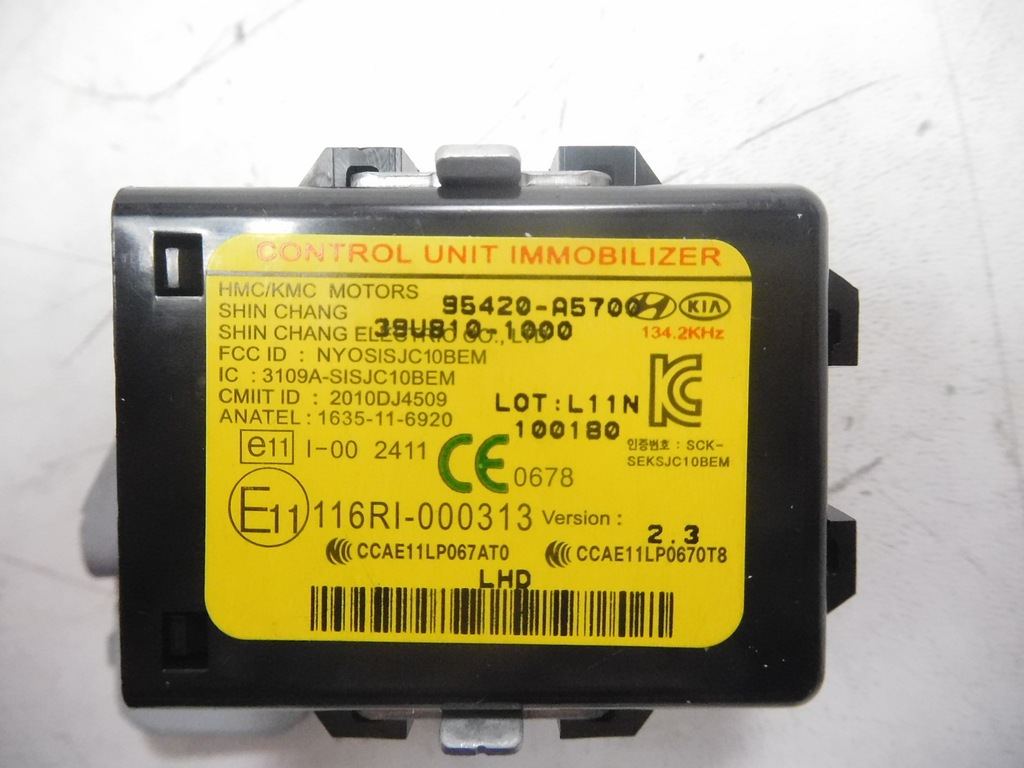 CONTROL UNIT IMMOBILIZER
HMC/KMC MOTORS 95420-A5700 KIA
SHIN CHANG
134.2KHz
SHIN CHANG ELECTRIC CO., LTD
FCC ID : NYOSISJC10BEM
IC : 3109A-SISJC10BEM
CMIIT ID : 2010DJ4509 LOT:L11N
ANATEL : 1635-11-6920 100180
인증번호 : SCK-
SEKSJC10BEM
e11 I-00 2411 CE 0678
E11 116RI-000313 Version : 2.3
CCAE11LP067AT0 CCAE11LP0670T8
LHD